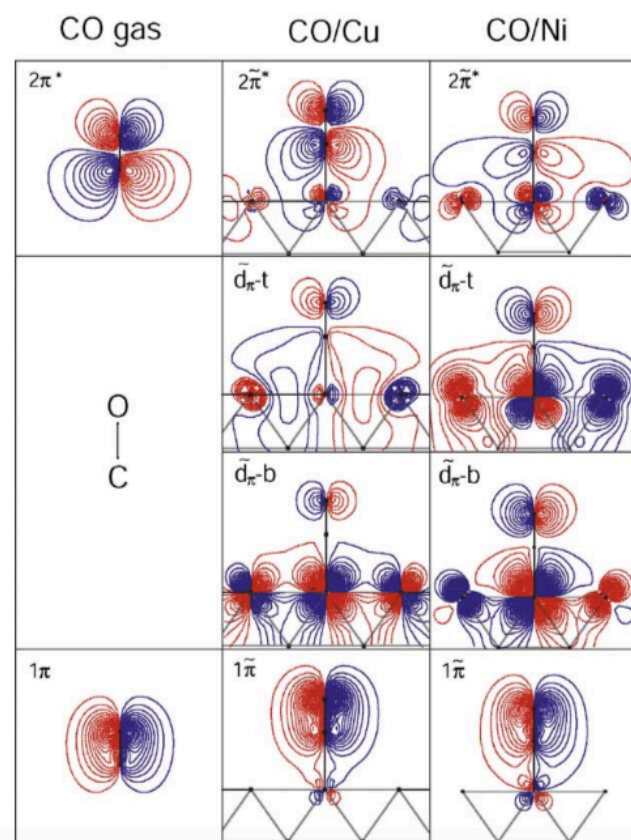 CO gas CO/Cu CO/Ni
2π* 2π̃* 2π̃*
d̃π-t d̃π-t
O
C
d̃π-b d̃π-b
1π 1π̃ 1π̃